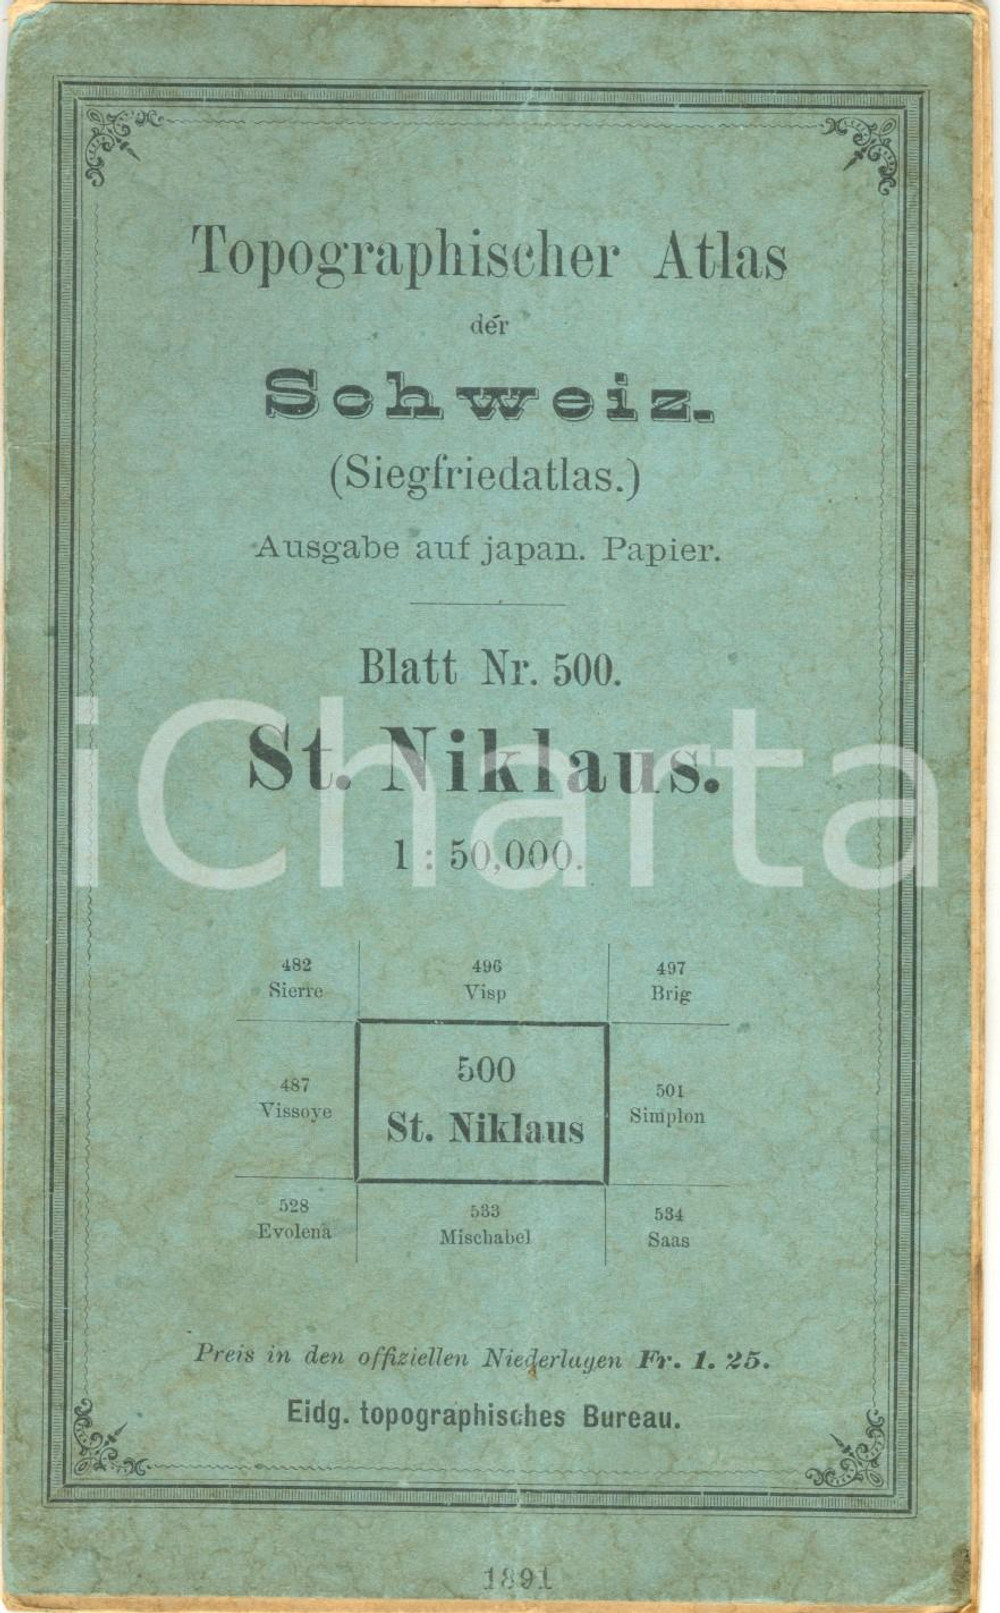 Topographischer Atlas
der
Schweiz.
(Siegfriedatlas.)
Ausgabe auf japan. Papier.
Blatt Nr. 500.
St. Niklaus.
1 : 50,000.
iCharta
482 496 497
Sierre Visp Brig
487 500 501
Vissoye St. Niklaus Simplon
528 533 534
Evolena Mischabel Saas
Preis in den offiziellen Niederlagen Fr. 1. 25.
Eidg. topographisches Bureau.
1891